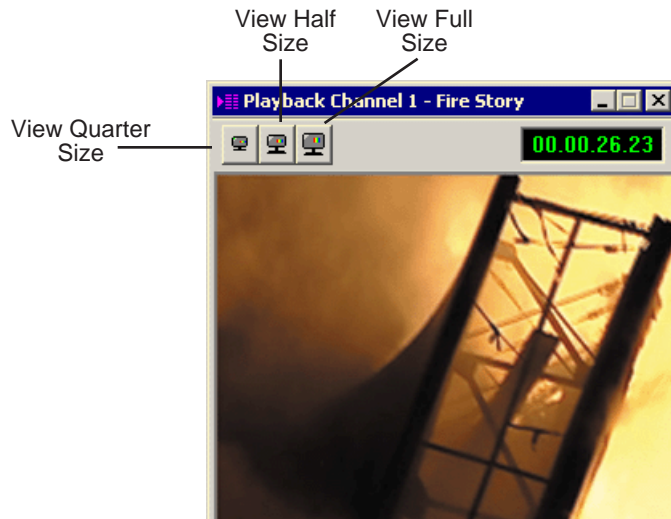 View Half
Size
View Full
Size
Playback Channel 1 - Fire Story
View Quarter
Size
00.00.26.23